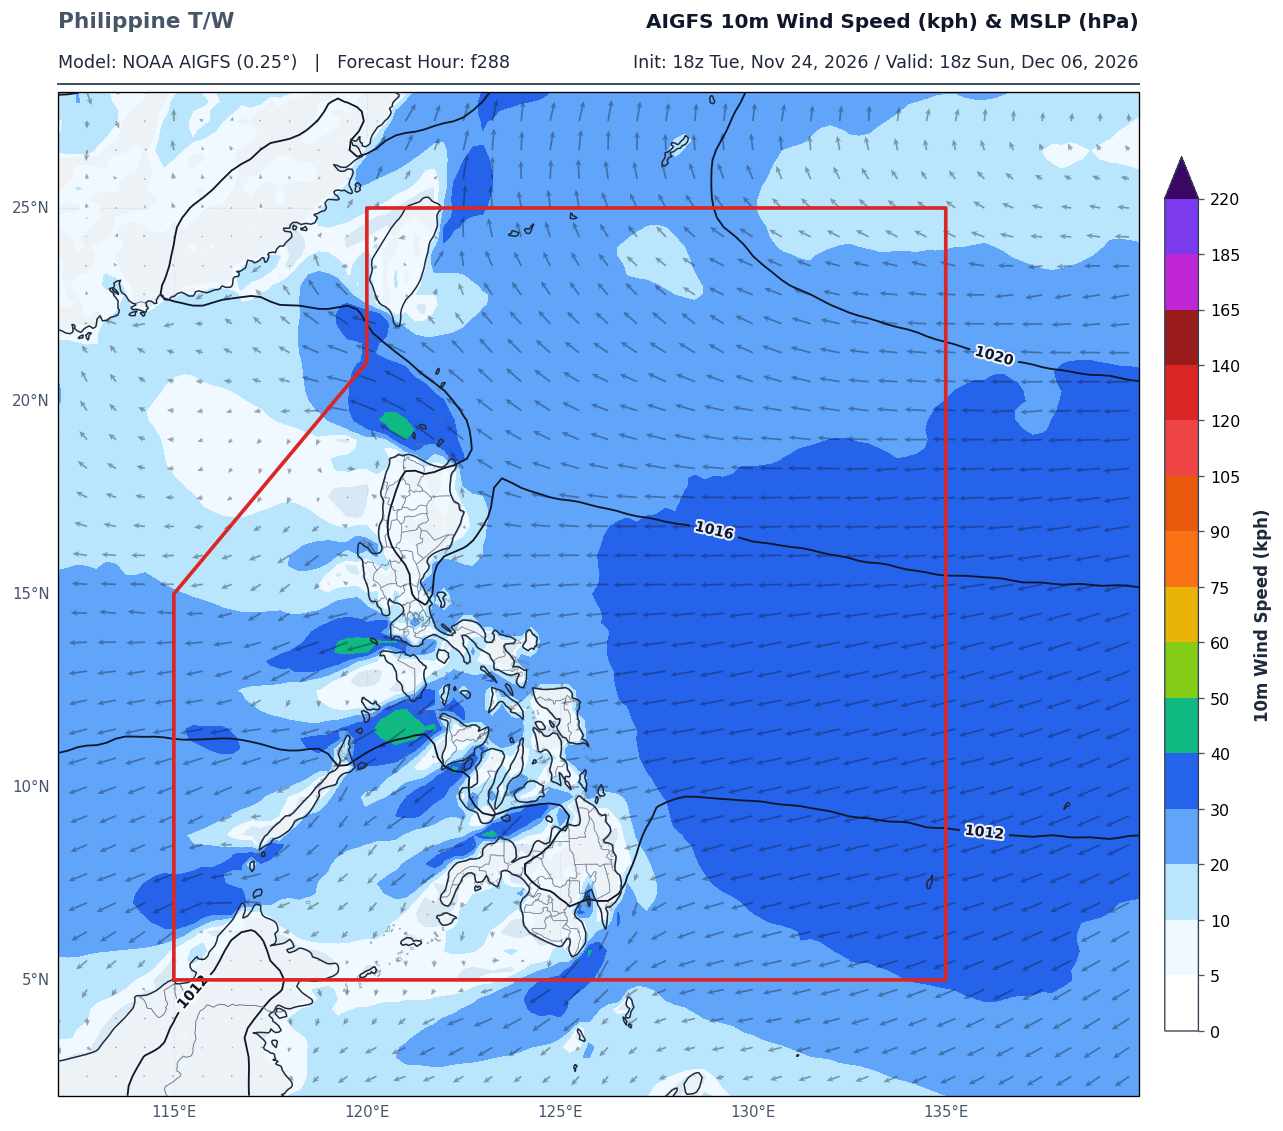 Philippine T/W
AIGFS 10m Wind Speed (kph) & MSLP (hPa)
Model: NOAA AIGFS (0.25°) | Forecast Hour: f288
Init: 18z Tue, Nov 24, 2026 / Valid: 18z Sun, Dec 06, 2026
25°N
20°N
15°N
10°N
5°N
115°E
120°E
125°E
130°E
135°E
1020
1016
1012
1012
220
185
165
140
120
105
90
75
60
50
40
30
20
10
5
0
10m Wind Speed (kph)